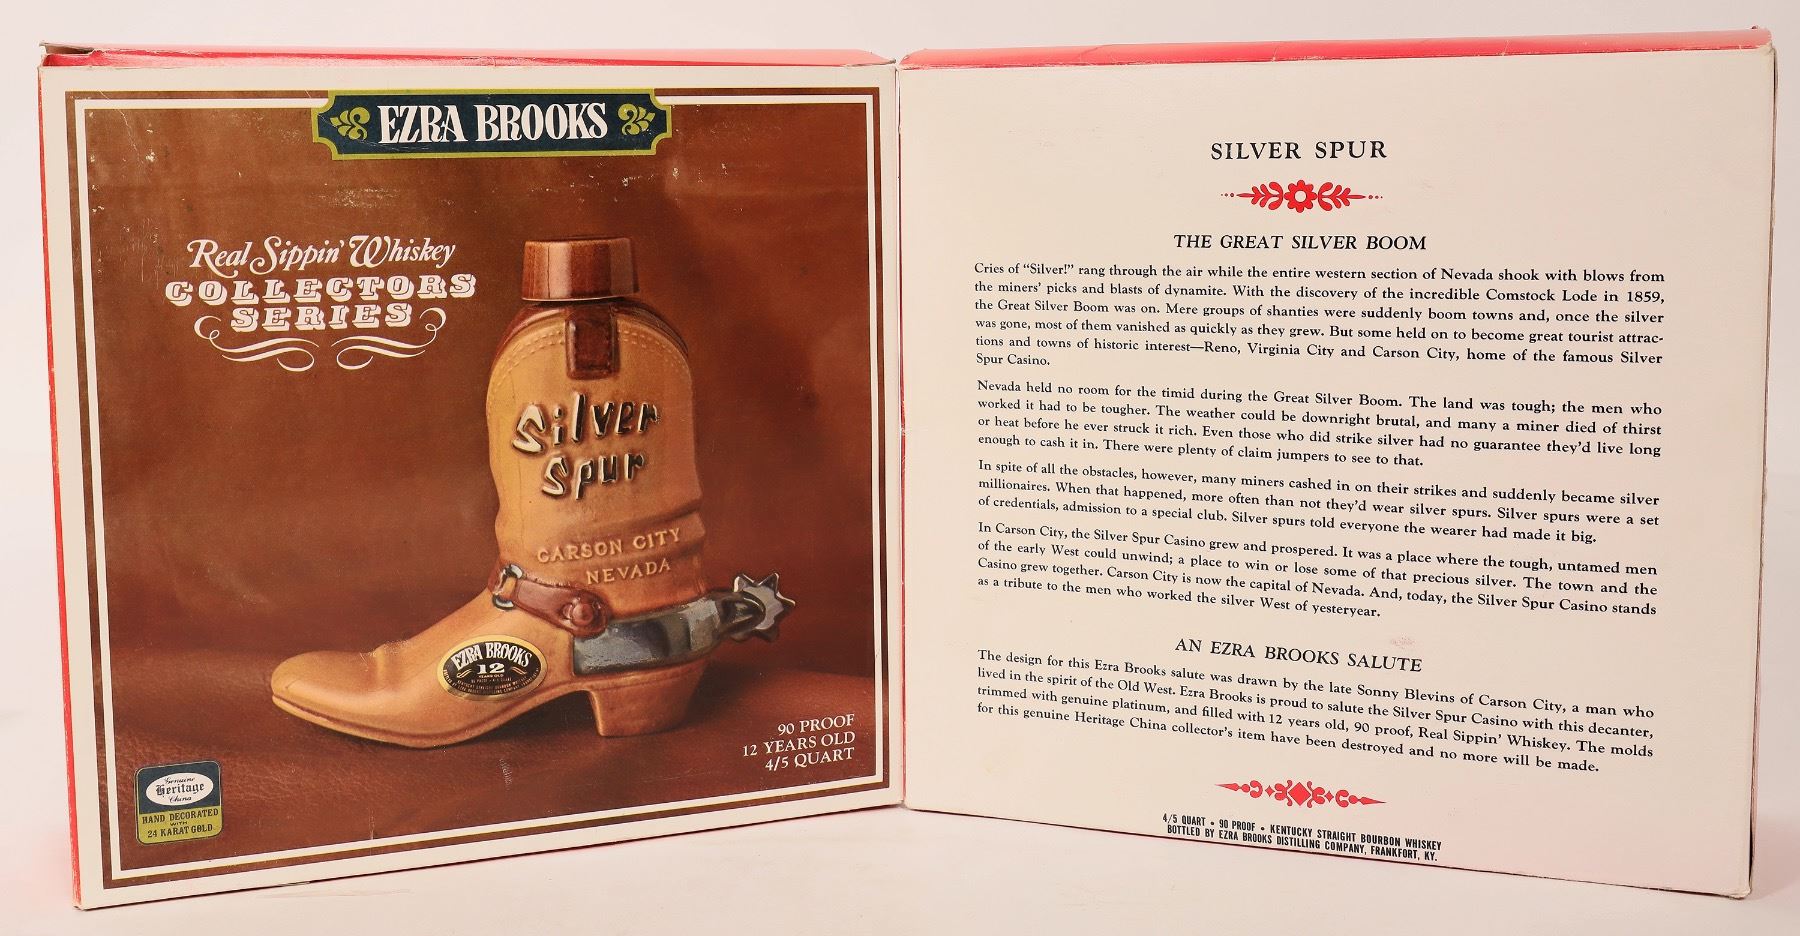 EZRA BROOKS
Real Sippin' Whiskey
COLLECTORS
SERIES
Silver
Spur
CARSON CITY
NEVADA
EZRA BROOKS
12
YEARS OLD
90 PROOF
12 YEARS OLD
4/5 QUART
Genuine
Heritage
China
HAND DECORATED
WITH
24 KARAT GOLD
SILVER SPUR
THE GREAT SILVER BOOM
Cries of “Silver!” rang through the air while the entire western section of Nevada shook with blows from
the miners’ picks and blasts of dynamite. With the discovery of the incredible Comstock Lode in 1859,
the Great Silver Boom was on. Mere groups of shanties were suddenly boom towns and, once the silver
was gone, most of them vanished as quickly as they grew. But some held on to become great tourist attrac-
tions and towns of historic interest—Reno, Virginia City and Carson City, home of the famous Silver
Spur Casino.
Nevada held no room for the timid during the Great Silver Boom. The land was tough; the men who
worked it had to be tougher. The weather could be downright brutal, and many a miner died of thirst
or heat before he ever struck it rich. Even those who did strike silver had no guarantee they’d live long
enough to cash it in. There were plenty of claim jumpers to see to that.
In spite of all the obstacles, however, many miners cashed in on their strikes and suddenly became silver
millionaires. When that happened, more often than not they’d wear silver spurs. Silver spurs were a set
of credentials, admission to a special club. Silver spurs told everyone the wearer had made it big.
In Carson City, the Silver Spur Casino grew and prospered. It was a place where the tough, untamed men
of the early West could unwind; a place to win or lose some of that precious silver. The town and the
Casino grew together. Carson City is now the capital of Nevada. And, today, the Silver Spur Casino stands
as a tribute to the men who worked the silver West of yesteryear.
AN EZRA BROOKS SALUTE
The design for this Ezra Brooks salute was drawn by the late Sonny Blevins of Carson City, a man who
lived in the spirit of the Old West. Ezra Brooks is proud to salute the Silver Spur Casino with this decanter,
trimmed with genuine platinum, and filled with 12 years old, 90 proof, Real Sippin’ Whiskey. The molds
for this genuine Heritage China collector’s item have been destroyed and no more will be made.
4/5 QUART • 90 PROOF • KENTUCKY STRAIGHT BOURBON WHISKEY
BOTTLED BY EZRA BROOKS DISTILLING COMPANY, FRANKFORT, KY.